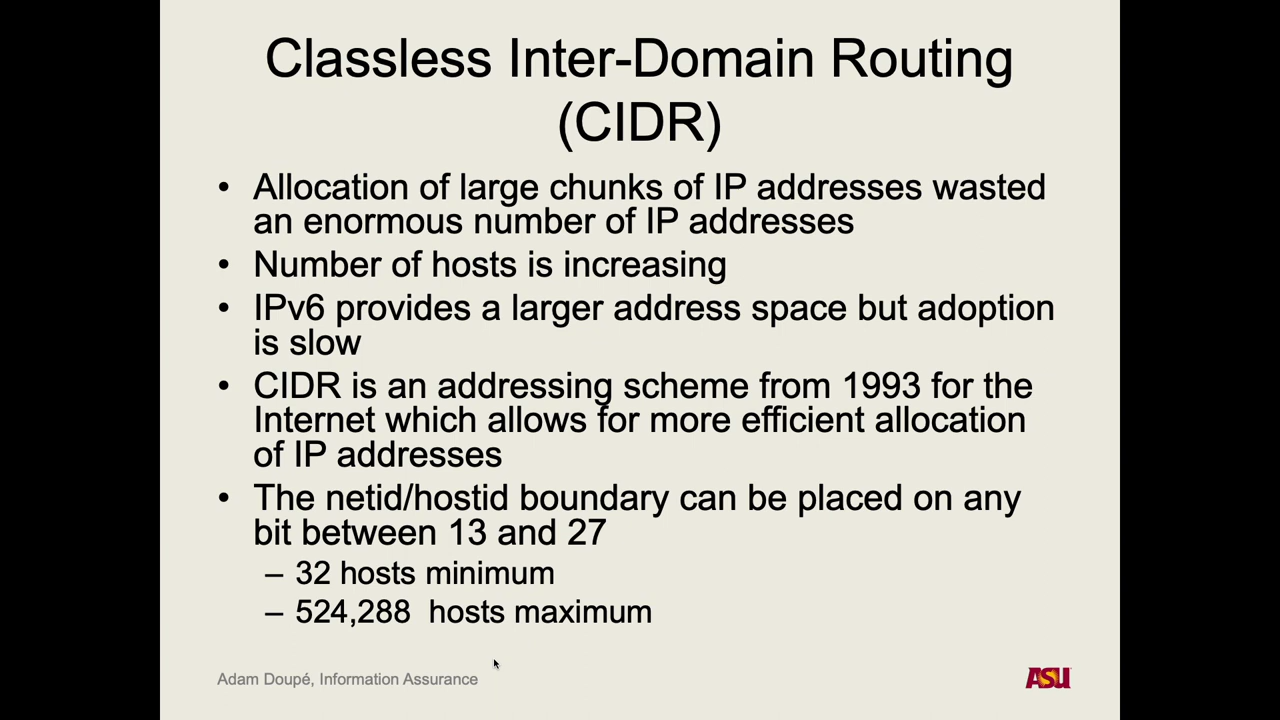 Classless Inter-Domain Routing
(CIDR)
• Allocation of large chunks of IP addresses wasted
an enormous number of IP addresses
• Number of hosts is increasing
• IPv6 provides a larger address space but adoption
is slow
• CIDR is an addressing scheme from 1993 for the
Internet which allows for more efficient allocation
of IP addresses
• The netid/hostid boundary can be placed on any
bit between 13 and 27
– 32 hosts minimum
– 524,288 hosts maximum
Adam Doupé, Information Assurance
ASU